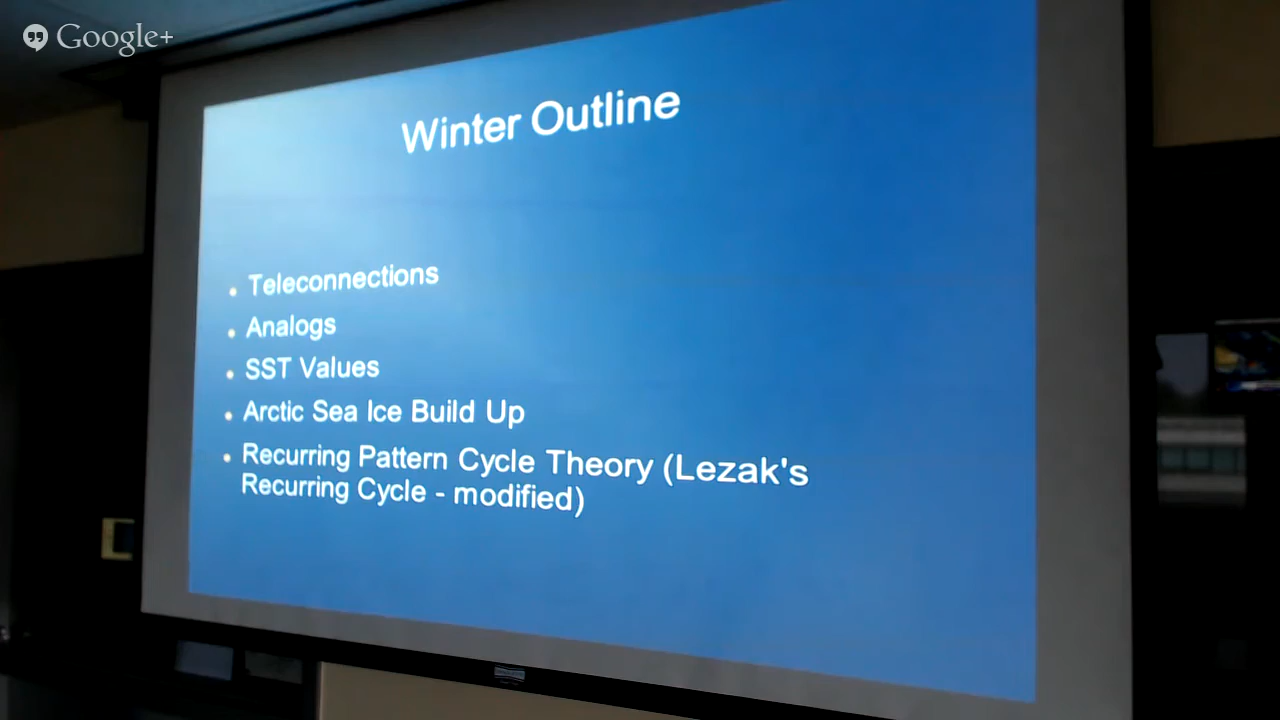 Google+
Winter Outline
• Teleconnections
• Analogs
• SST Values
• Arctic Sea Ice Build Up
• Recurring Pattern Cycle Theory (Lezak's
Recurring Cycle - modified)